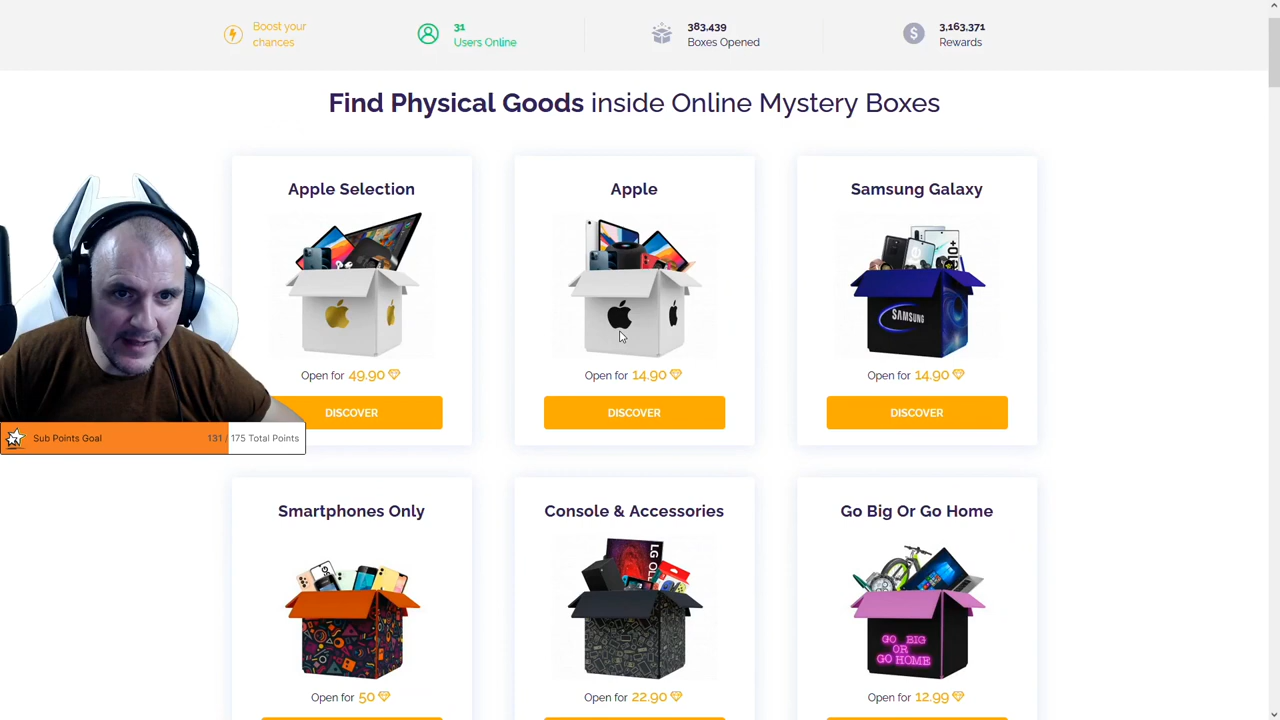 Boost your
chances
31
Users Online
383,439
Boxes Opened
3,163,371
Rewards
Find Physical Goods inside Online Mystery Boxes
Apple Selection
Apple
Samsung Galaxy
SAMSUNG
Open for 49.90
Open for 14.90
Open for 14.90
DISCOVER
DISCOVER
DISCOVER
Sub Points Goal
131 / 175 Total Points
Smartphones Only
Console & Accessories
Go Big Or Go Home
LG OL
GO BIG
OR
GO HOME
Open for 50
Open for 22.90
Open for 12.99